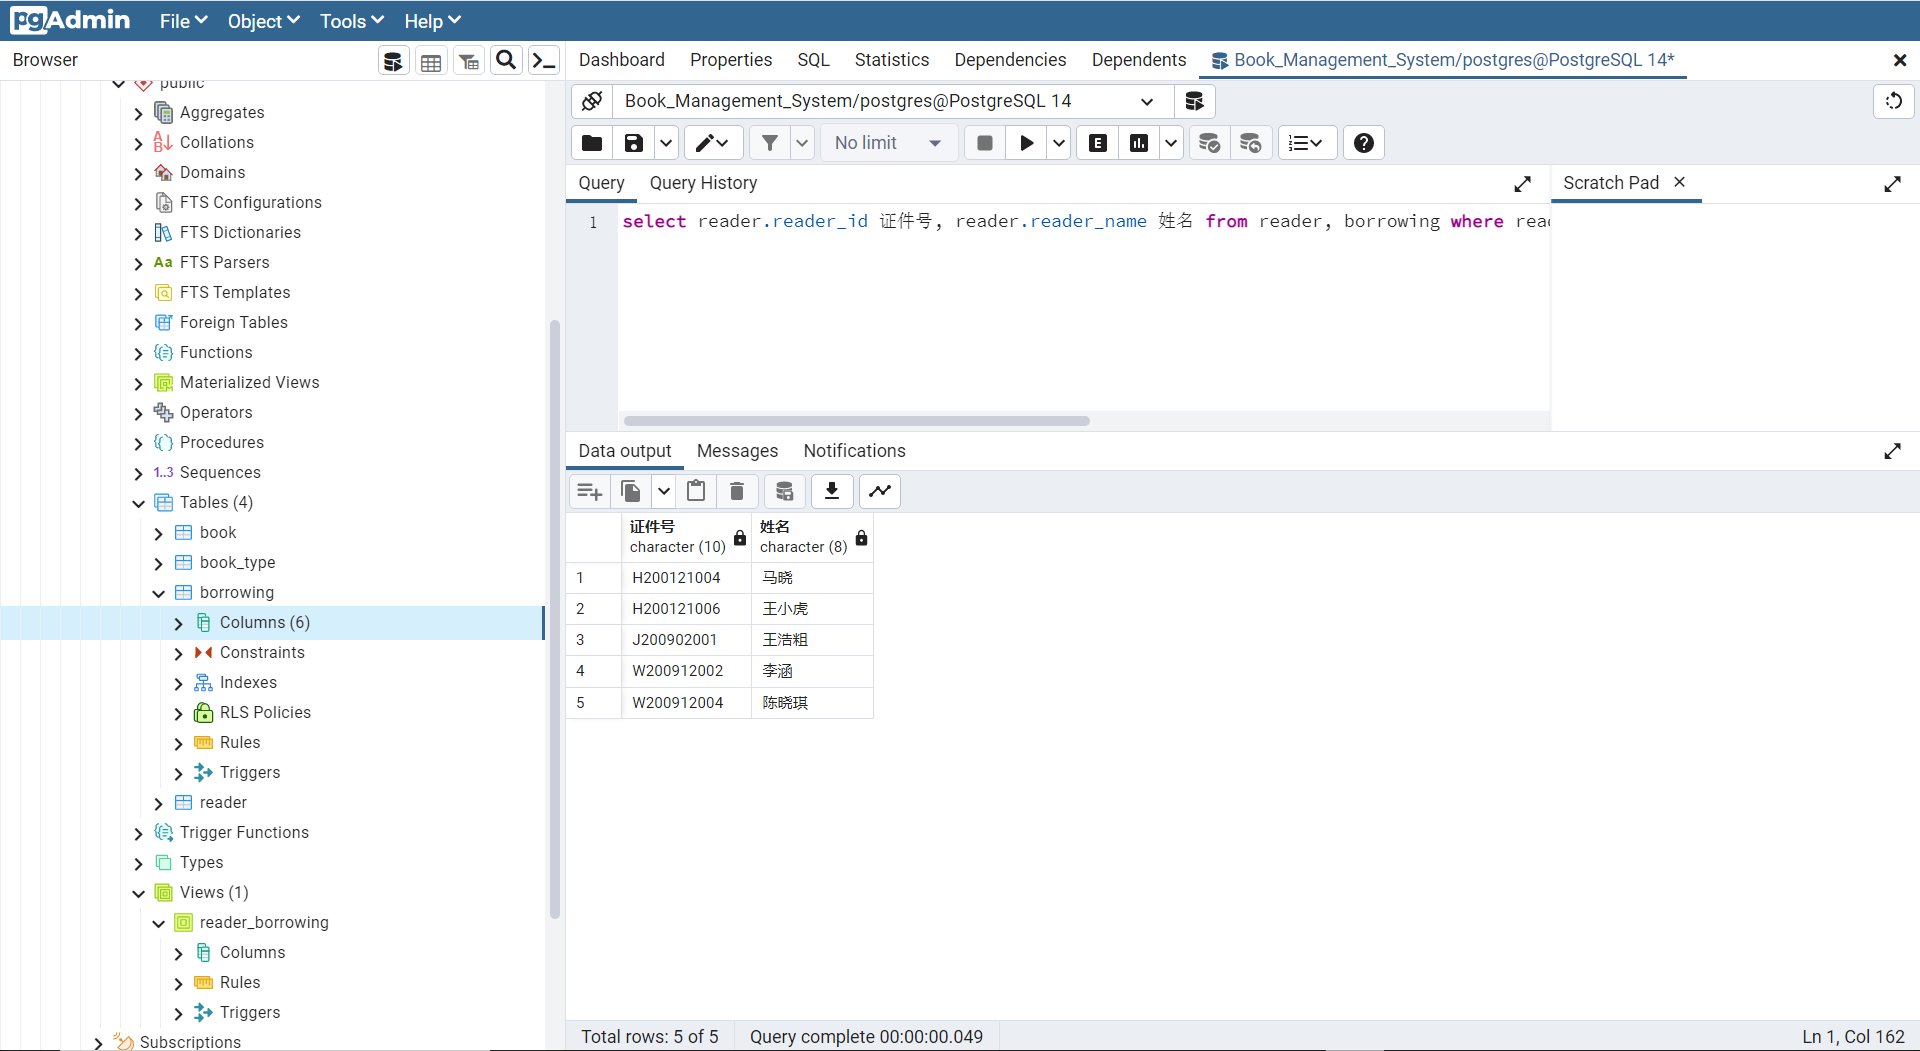 pgAdmin File Object Tools Help
Browser
Dashboard Properties SQL Statistics Dependencies Dependents Book_Management_System/postgres@PostgreSQL 14*
public
Aggregates
Collations
Domains
FTS Configurations
FTS Dictionaries
Aa FTS Parsers
FTS Templates
Foreign Tables
Functions
Materialized Views
Operators
Procedures
1..3 Sequences
Tables (4)
book
book_type
borrowing
Columns (6)
Constraints
Indexes
RLS Policies
Rules
Triggers
reader
Trigger Functions
Types
Views (1)
reader_borrowing
Columns
Rules
Triggers
Subscriptions
Book_Management_System/postgres@PostgreSQL 14
No limit E
Query Query History
Scratch Pad
1 select reader.reader_id 证件号, reader.reader_name 姓名 from reader, borrowing where read
Data output Messages Notifications
证件号 姓名
character (10) character (8)
1 H200121004 马晓
2 H200121006 王小虎
3 J200902001 王浩粗
4 W200912002 李涵
5 W200912004 陈晓琪
Total rows: 5 of 5 Query complete 00:00:00.049 Ln 1, Col 162